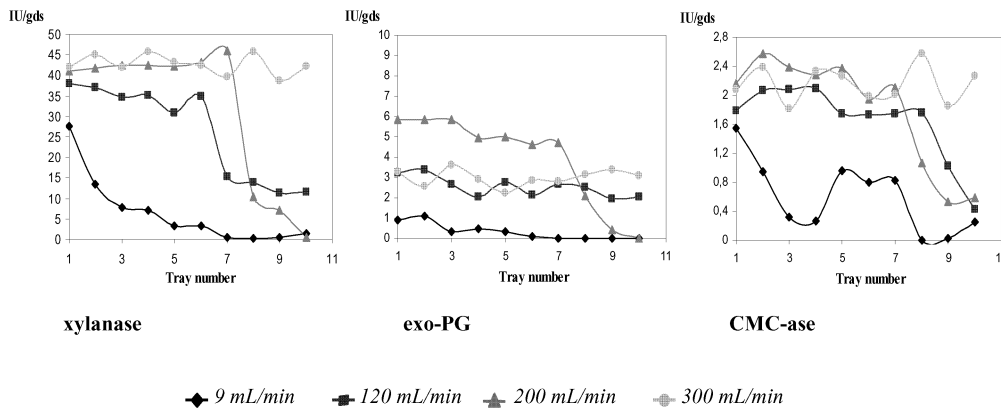 IU/gds
50
45
40
35
30
25
20
15
10
5
0
1 3 5 7 9 11
Tray number
xylanase
IU/gds
10
9
8
7
6
5
4
3
2
1
0
1 3 5 7 9 11
Tray number
exo-PG
IU/gds
2,8
2,4
2
1,6
1,2
0,8
0,4
0
1 3 5 7 9 1
Tray number
CMC-ase
9 mL/min 120 mL/min 200 mL/min 300 mL/min